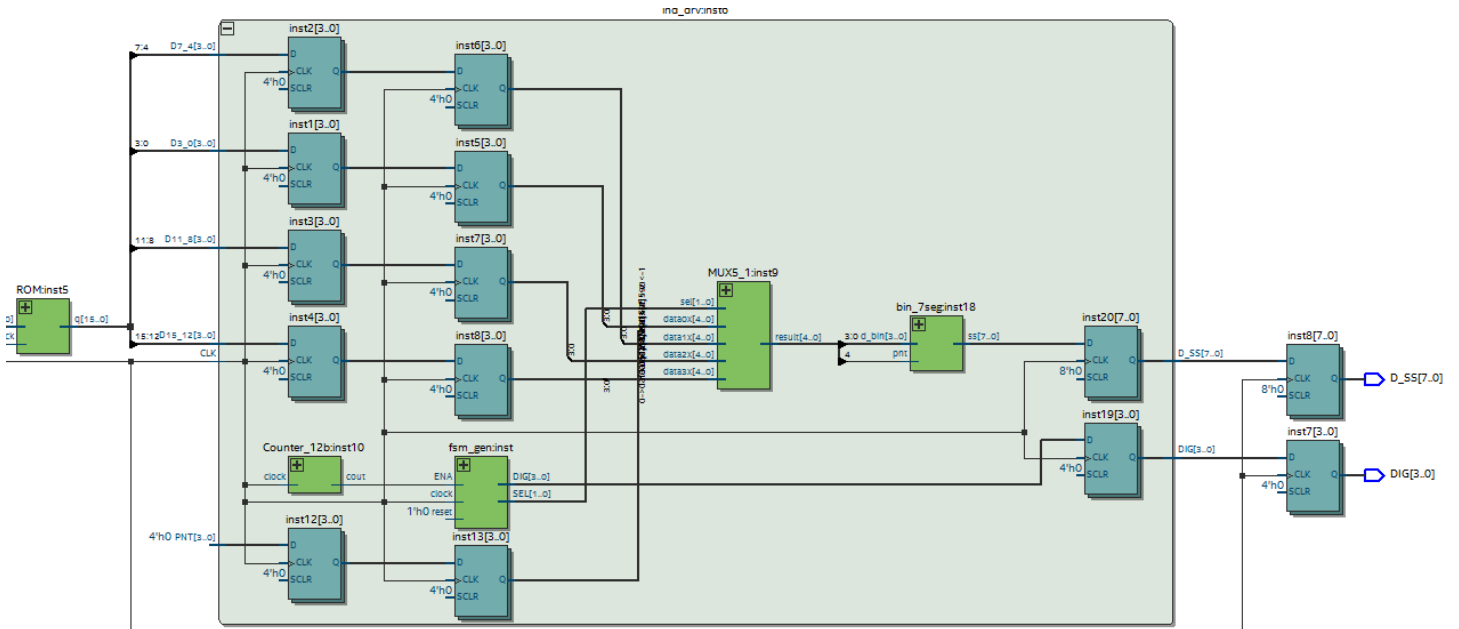 ind_drv:inst6
inst2[3..0]
7:4 D7_4[3..0]
D
CLK Q
4'h0
SCLR
inst6[3..0]
D
CLK Q
4'h0
SCLR
inst1[3..0]
3:0 D3_0[3..0]
D
CLK Q
4'h0
SCLR
inst5[3..0]
D
CLK Q
4'h0
SCLR
inst3[3..0]
11:8 D11_8[3..0]
D
CLK Q
4'h0
SCLR
inst7[3..0]
D
CLK Q
4'h0
SCLR
ROM:inst5
q[15..0]
inst4[3..0]
15:12 D15_12[3..0]
CLK
D
CLK Q
4'h0
SCLR
inst8[3..0]
D
CLK Q
4'h0
SCLR
MUX5_1:inst9
sel[1..0]
data0x[4..0]
data1x[4..0]
data2x[4..0]
data3x[4..0]
result[4..0]
3:0
3:0
3:0
3:0
bin_7seg:inst18
3:0 d_bin[3..0]
4 pnt
ss[7..0]
inst20[7..0]
D
CLK Q
8'h0
SCLR
D_SS[7..0]
inst8[7..0]
D
CLK Q
8'h0
SCLR
D_SS[7..0]
Counter_12b:inst10
clock cout
fsm_gen:inst
ENA
clock
1'h0 reset
DIG[3..0]
SEL[1..0]
inst19[3..0]
D
CLK Q
4'h0
SCLR
DIG[3..0]
inst7[3..0]
D
CLK Q
4'h0
SCLR
DIG[3..0]
inst12[3..0]
4'h0 PNT[3..0]
D
CLK Q
4'h0
SCLR
inst13[3..0]
D
CLK Q
4'h0
SCLR